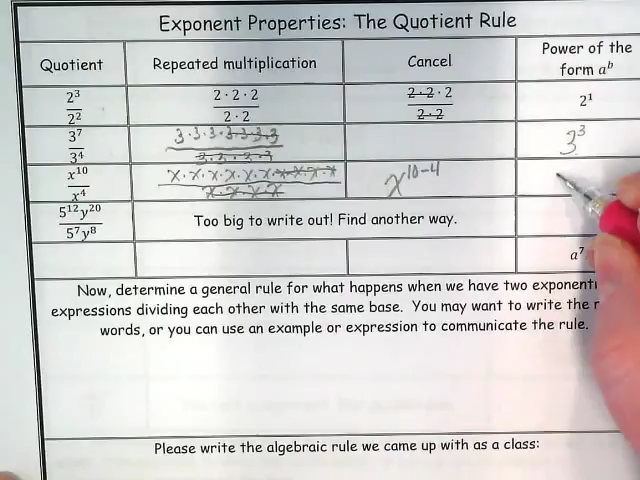 Exponent Properties: The Quotient Rule
Quotient
Repeated multiplication
Cancel
Power of the
form a^b
2^3
2^2
2 · 2 · 2
2 · 2
2 · 2 · 2
2 · 2
2^1
3^7
3^4
3·3·3·3·3·3·3
3·3·3·3
3^3
x^10
x^4
x·x·x·x·x·x·x·x·x·x
x·x·x·x
x^10-4
5^12y^20
5^7y^8
Too big to write out! Find another way.
a^7
Now, determine a general rule for what happens when we have two
expressions dividing each other with the same base. You may want to write the
words, or you can use an example or expression to communicate the rule.
Please write the algebraic rule we came up with as a class: